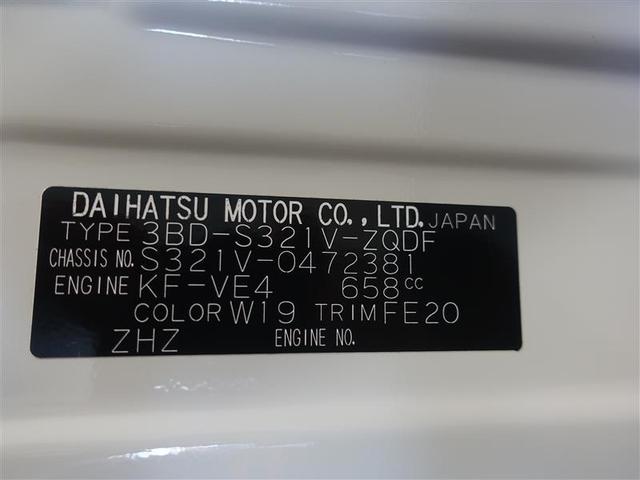 DAIHATSU MOTOR CO.,LTD. JAPAN
TYPE 3BD-S321V-ZQDF
CHASSIS NO. S321V-0472381
ENGINE KF-VE4 658cc
COLOR W19 TRIM FE20
ZHZ ENGINE NO.